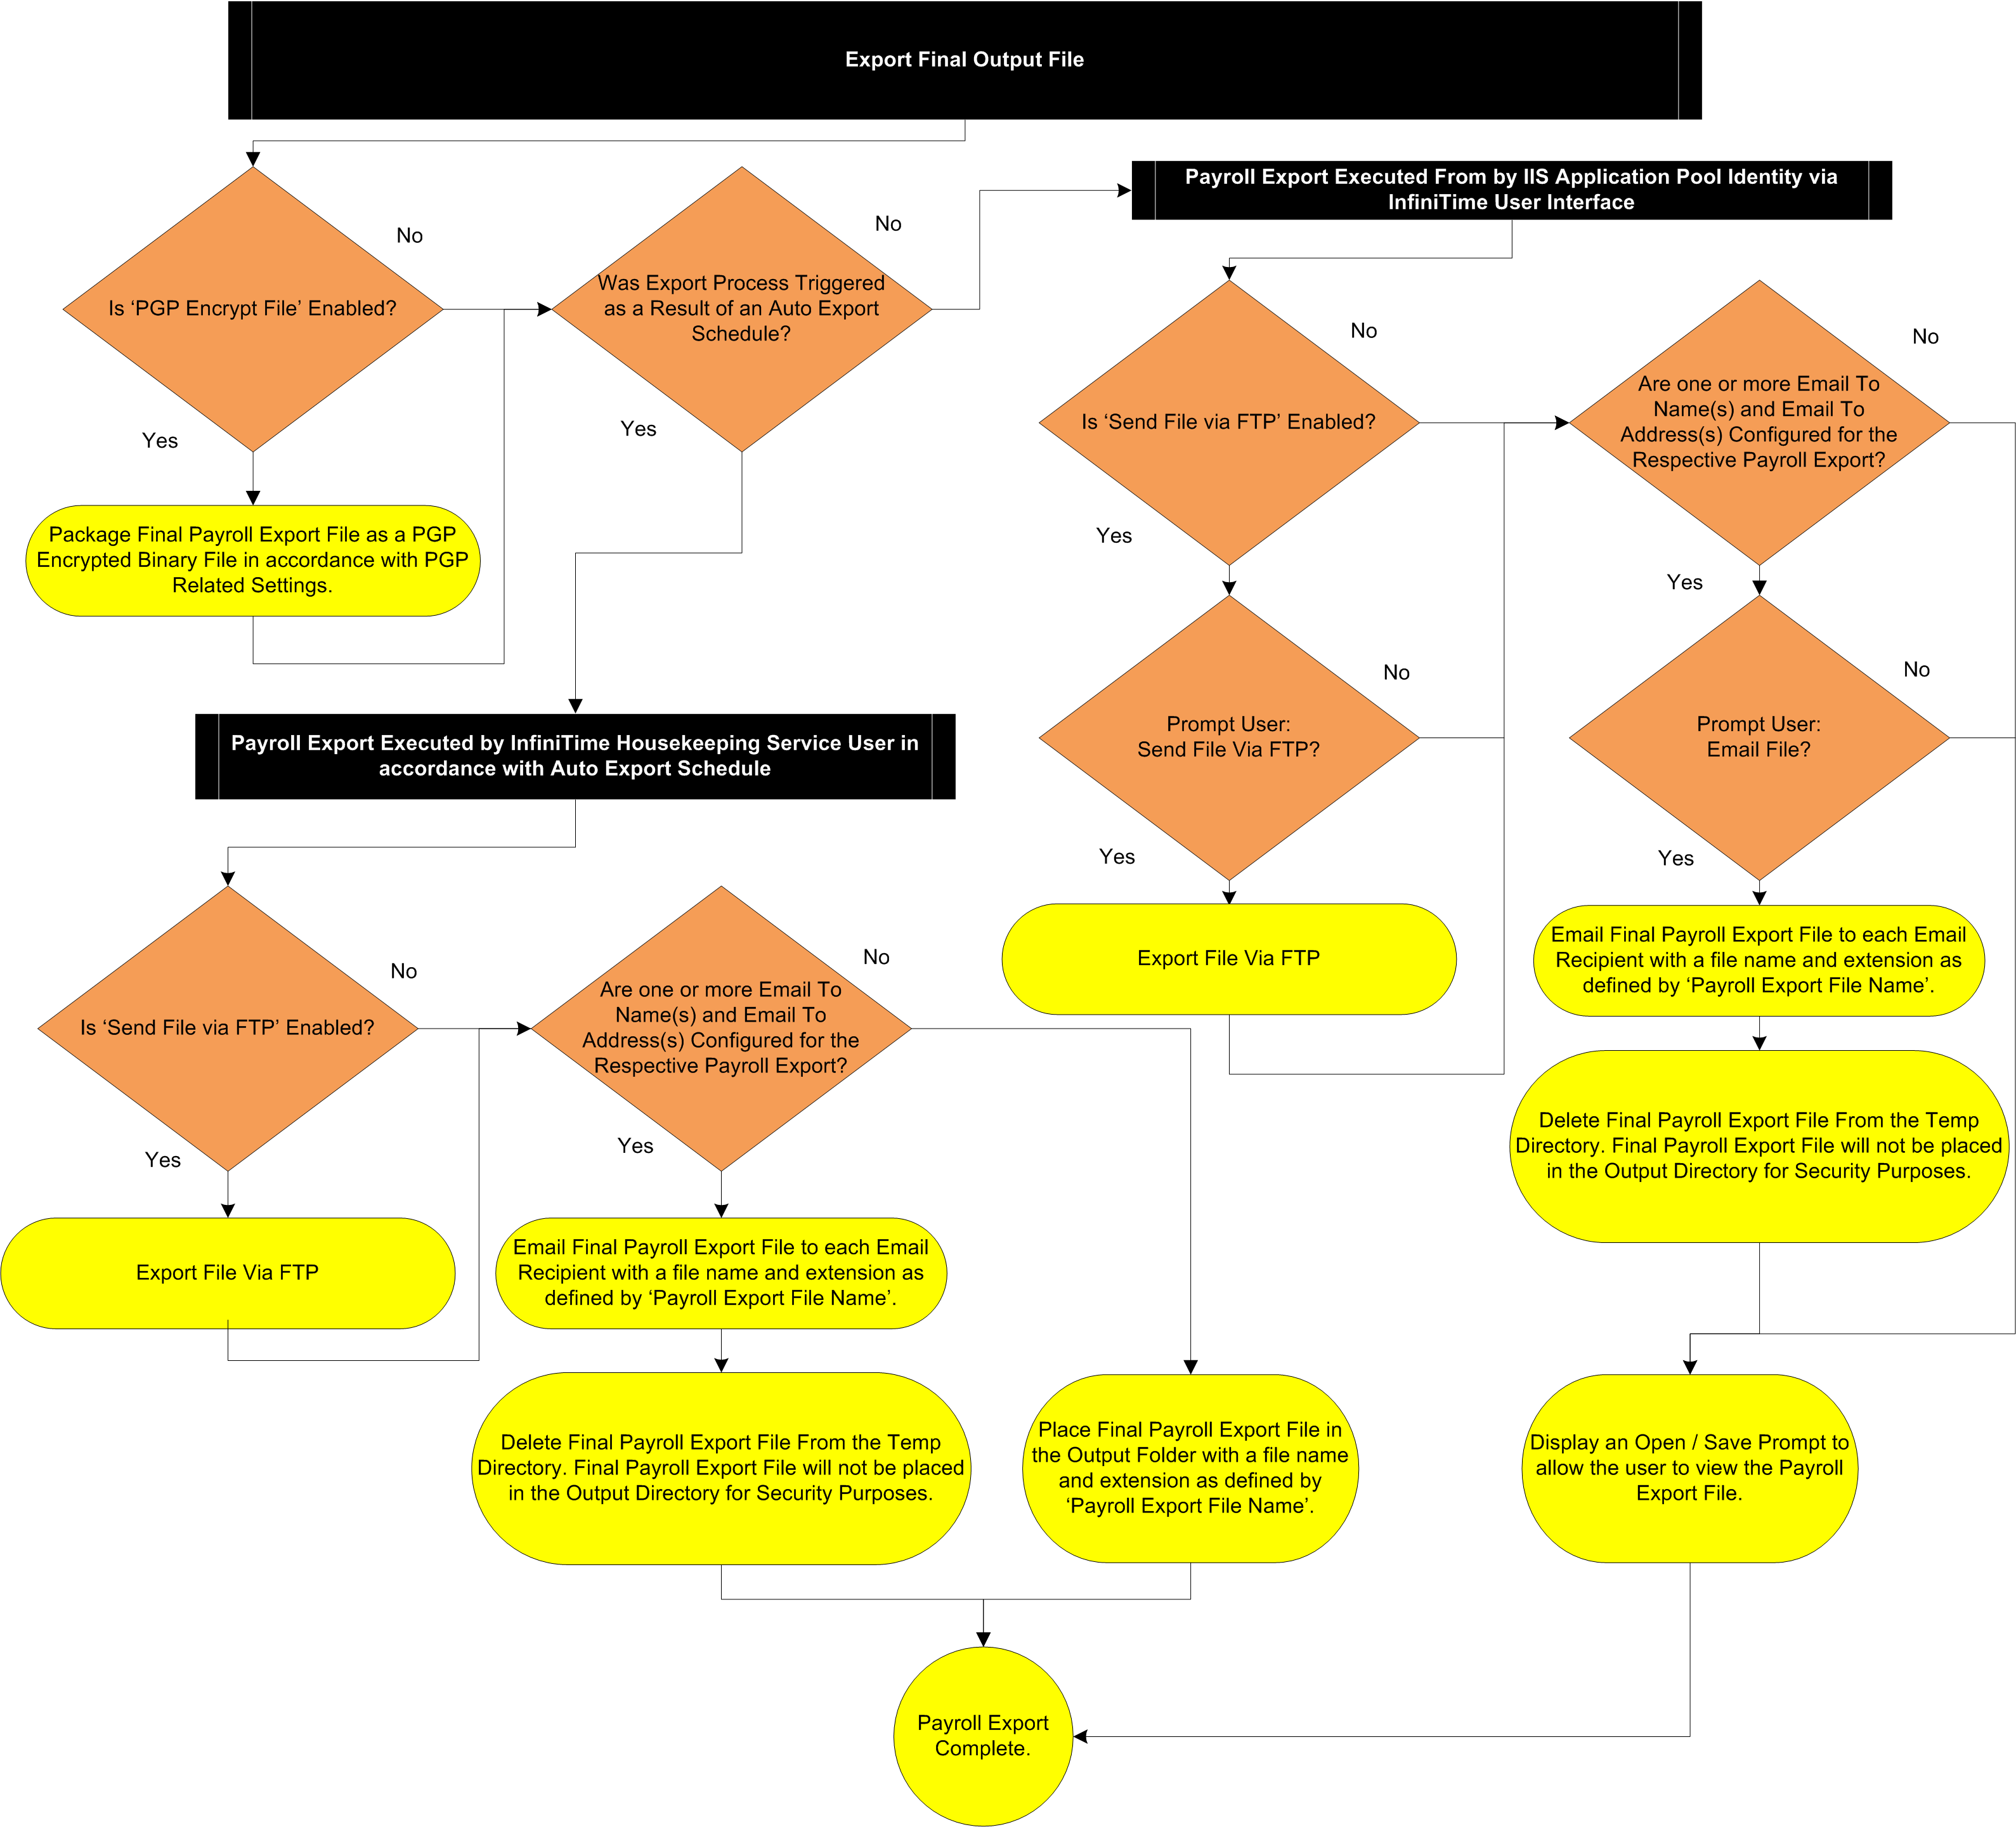 Export Final Output File
No
Is ‘PGP Encrypt File’ Enabled?
Yes
Package Final Payroll Export File as a PGP
Encrypted Binary File in accordance with PGP
Related Settings.
No
Was Export Process Triggered
as a Result of an Auto Export
Schedule?
Yes
Payroll Export Executed From by IIS Application Pool Identity via
InfiniTime User Interface
No
Is ‘Send File via FTP’ Enabled?
Yes
No
Prompt User:
Send File Via FTP?
Yes
Export File Via FTP
No
Are one or more Email To
Name(s) and Email To
Address(s) Configured for the
Respective Payroll Export?
Yes
No
Prompt User:
Email File?
Yes
Email Final Payroll Export File to each Email
Recipient with a file name and extension as
defined by ‘Payroll Export File Name’.
Delete Final Payroll Export File From the Temp
Directory. Final Payroll Export File will not be placed
in the Output Directory for Security Purposes.
Display an Open / Save Prompt to
allow the user to view the Payroll
Export File.
Payroll Export Executed by InfiniTime Housekeeping Service User in
accordance with Auto Export Schedule
No
Is ‘Send File via FTP’ Enabled?
Yes
Export File Via FTP
No
Are one or more Email To
Name(s) and Email To
Address(s) Configured for the
Respective Payroll Export?
Yes
Email Final Payroll Export File to each Email
Recipient with a file name and extension as
defined by ‘Payroll Export File Name’.
Delete Final Payroll Export File From the Temp
Directory. Final Payroll Export File will not be placed
in the Output Directory for Security Purposes.
Place Final Payroll Export File in
the Output Folder with a file name
and extension as defined by
‘Payroll Export File Name’.
Payroll Export
Complete.